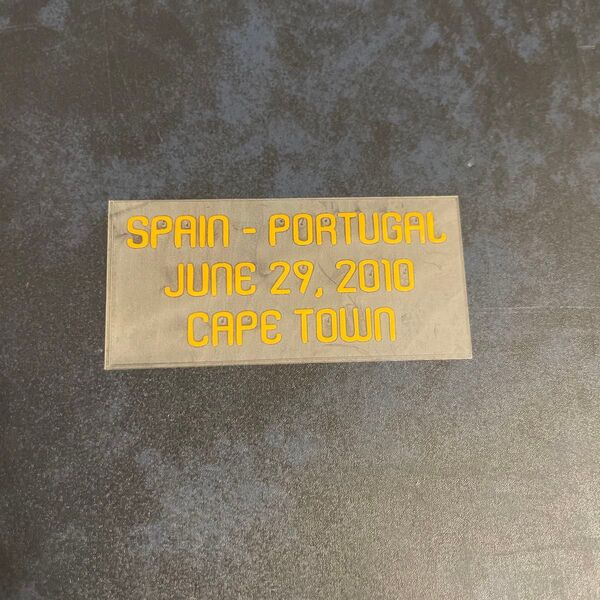 SPAIN - PORTUGAL
JUNE 29, 2010
CAPE TOWN